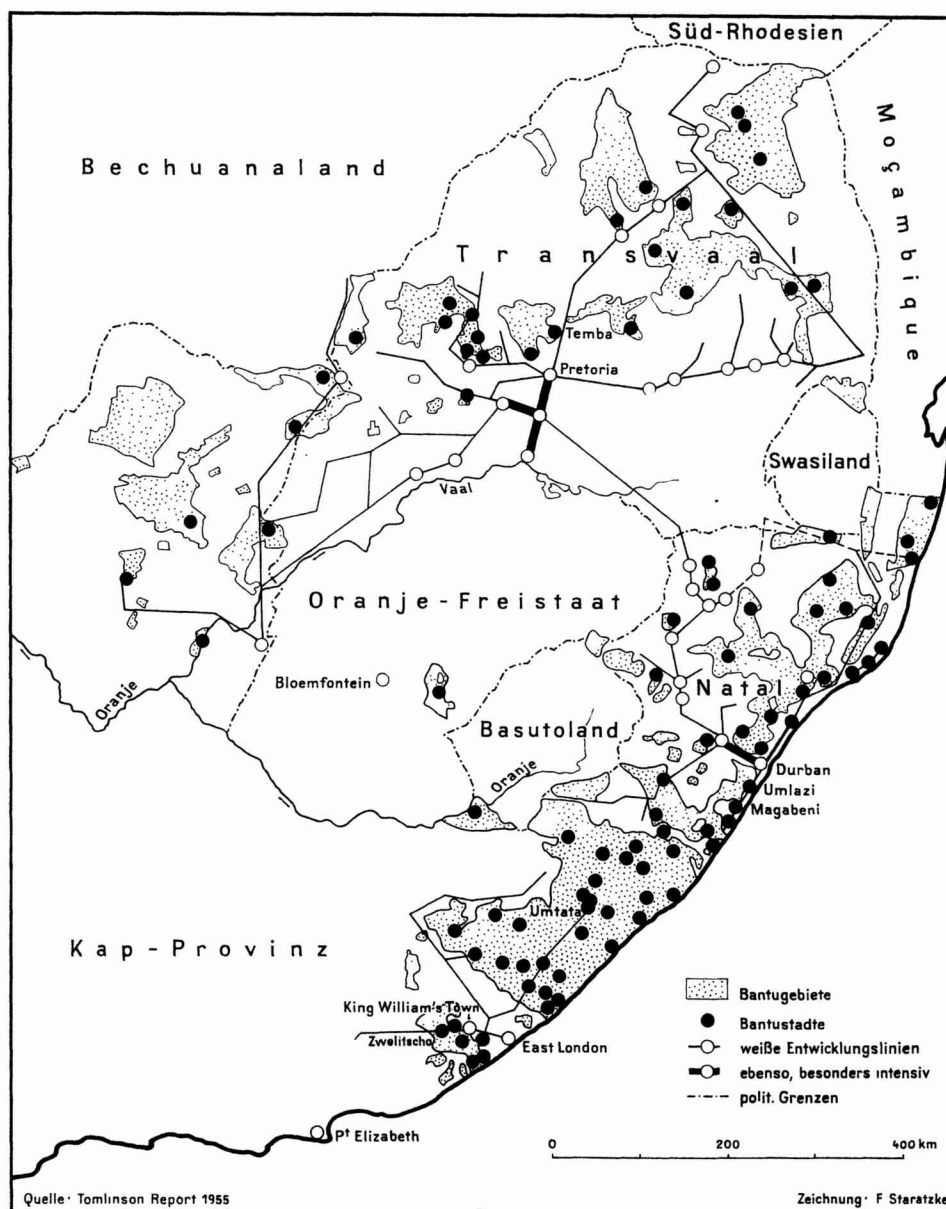 Süd-Rhodesien
Moçambique
Bechuanaland
Transvaal
Temba
Pretoria
Swasiland
Vaal
Oranje-Freistaat
Bloemfontein
Natal
Oranje
Basutoland
Oranje
Durban
Umlazi
Magabeni
Umtata
Kap-Provinz
King William's Town
Zwelitscho
East London
Pt Elizabeth
Bantugebiete
Bantustadte
weiße Entwicklungslinien
ebenso, besonders intensiv
polit. Grenzen
0 200 400 km
Quelle· Tomlinson Report 1955
Zeichnung· F Staratzke